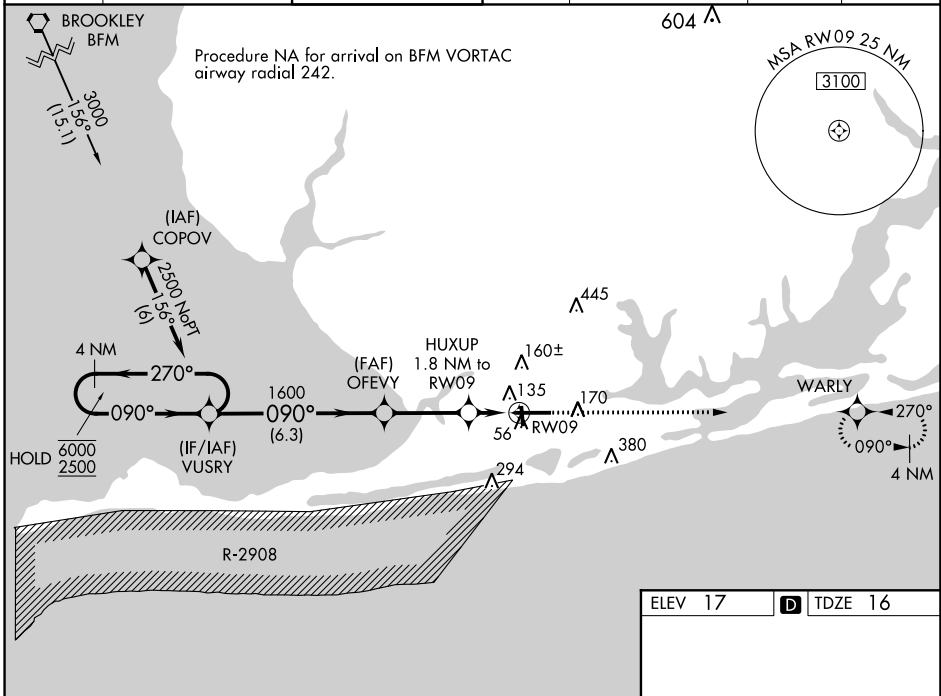 BROOKLEY
BFM
3000
156°
(15.1)
Procedure NA for arrival on BFM VORTAC
airway radial 242.
604
MSA RW09 25 NM
3100
(IAF)
COPOV
2500 NoPT
156°
(6)
4 NM
270°
090°
HOLD
6000
2500
(IF/IAF)
VUSRY
1600
090°
(6.3)
(FAF)
OFEVY
HUXUP
1.8 NM to
RW09
445
160±
135
170
56
RW09
380
294
WARLY
270°
090°
4 NM
R-2908
ELEV 17
D
TDZE 16